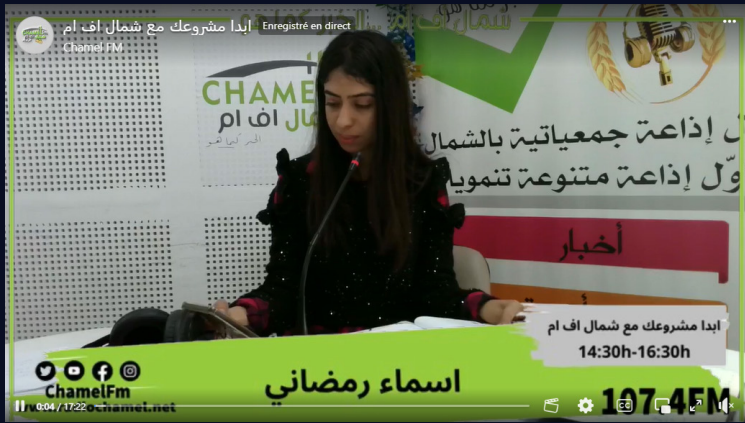 ابدا مشروعك مع شمال اف ام
Enregistré en direct
Chamel FM
CHAME
اف ام
إذاعة جمعياتية بالشمال
وّل إذاعة متنوعة تنموية
أخبار
ابدا مشروعك مع شمال اف ام
14:30h-16:30h
اسماء رمضاني
ChamelFm
107.4FM
0:04 / 17:22